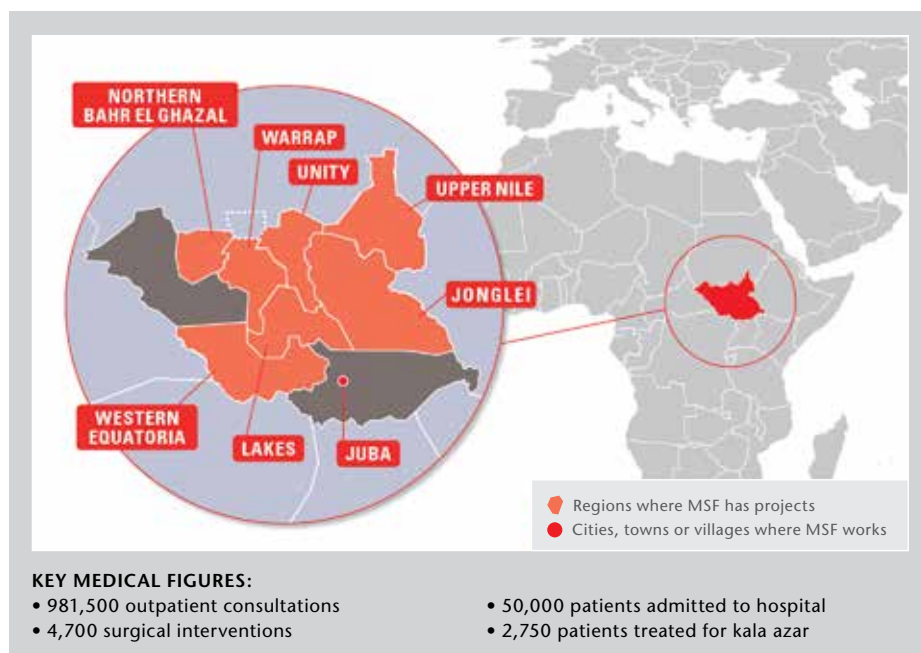 NORTHERN
BAHR EL GHAZAL
WARRAP
UNITY
UPPER NILE
JONGLEI
WESTERN
EQUATORIA
LAKES
JUBA
Regions where MSF has projects
Cities, towns or villages where MSF works
KEY MEDICAL FIGURES:
• 981,500 outpatient consultations
• 4,700 surgical interventions
• 50,000 patients admitted to hospital
• 2,750 patients treated for kala azar